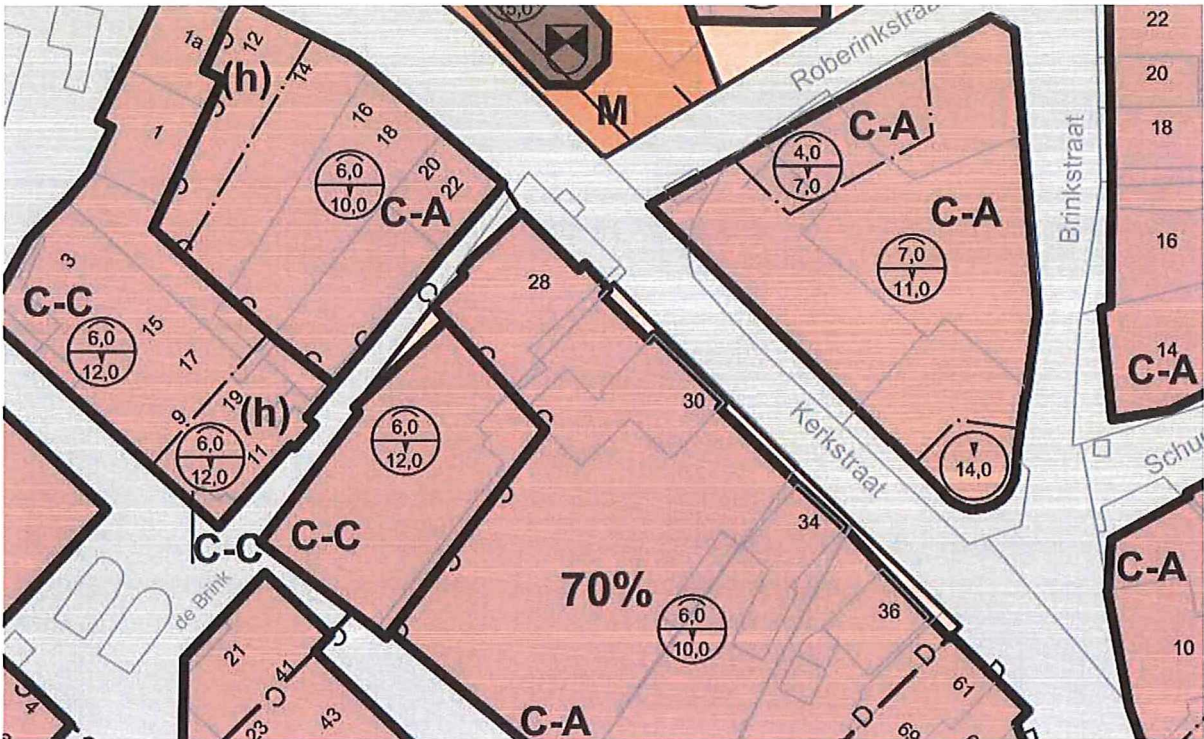 1a
12
(h)
14
1
16
18
20
22
6,0
10,0
C-A
3
C-C
6,0
12,0
15
17
9
19
(h)
6,0
12,0
11
C-C
15,0
M
Roberinkstraa
4,0
7,0
C-A
C-A
7,0
11,0
Brinkstraat
22
20
18
16
14
C-A
28
30
Kerkstraat
14,0
Schu
6,0
12,0
C-C
34
70%
6,0
10,0
36
C-A
10
de Brink
21
41
23
43
C-A
D
D
61
4